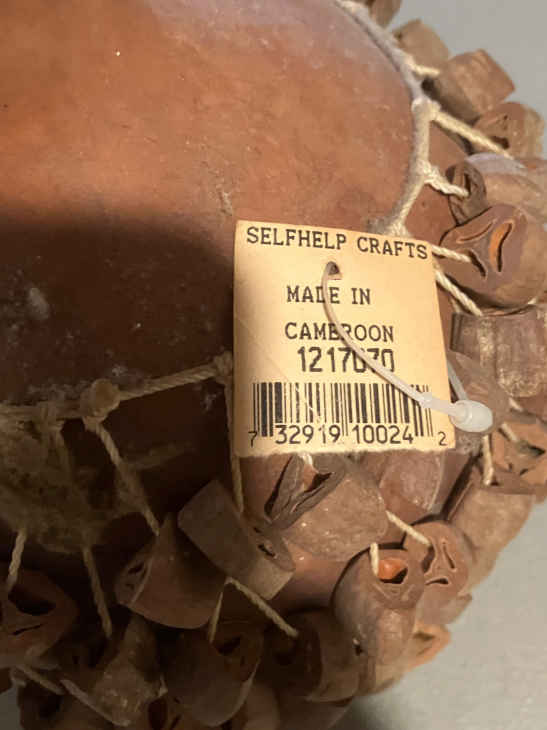 SELFHELP CRAFTS
MADE IN
CAMEROON
1217070
7 32919 10024 2